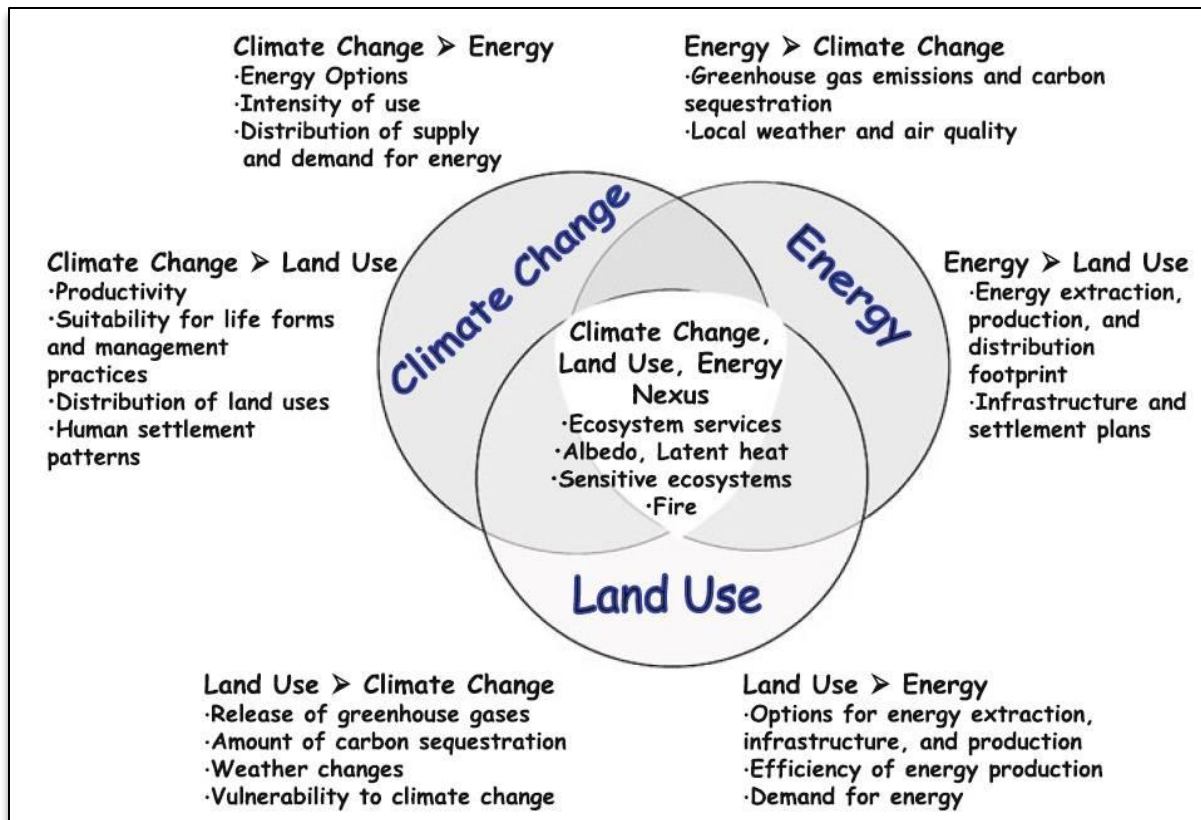 Climate Change ➢ Energy
·Energy Options
·Intensity of use
·Distribution of supply
and demand for energy
Energy ➢ Climate Change
·Greenhouse gas emissions and carbon
sequestration
·Local weather and air quality
Climate Change ➢ Land Use
·Productivity
·Suitability for life forms
and management
practices
·Distribution of land uses
·Human settlement
patterns
Climate Change
Energy
Energy ➢ Land Use
·Energy extraction,
production, and
distribution
footprint
·Infrastructure and
settlement plans
Climate Change,
Land Use, Energy
Nexus
·Ecosystem services
·Albedo, Latent heat
·Sensitive ecosystems
·Fire
Land Use
Land Use ➢ Climate Change
·Release of greenhouse gases
·Amount of carbon sequestration
·Weather changes
·Vulnerability to climate change
Land Use ➢ Energy
·Options for energy extraction,
infrastructure, and production
·Efficiency of energy production
·Demand for energy